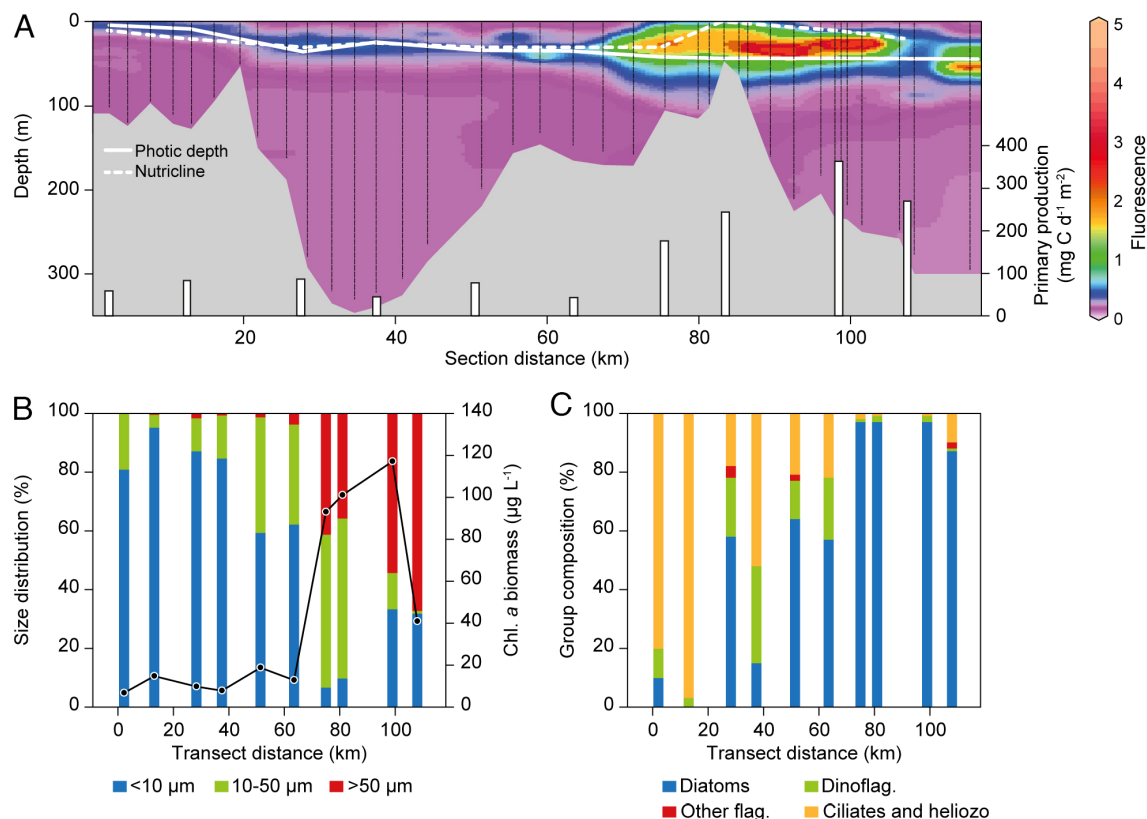 A
0
100
200
300
Depth (m)
Photic depth
Nutricline
400
300
200
100
0
Primary production
(mg C d⁻¹ m⁻²)
5
4
3
2
1
0
Fluorescence
20 40 60 80 100
Section distance (km)
B
100
80
60
40
20
0
Size distribution (%)
140
120
100
80
60
40
20
0
Chl. a biomass (µg L⁻¹)
0 20 40 60 80 100
Transect distance (km)
<10 µm 10-50 µm >50 µm
C
100
80
60
40
20
0
Group composition (%)
0 20 40 60 80 100
Transect distance (km)
Diatoms Dinoflag.
Other flag. Ciliates and heliozo